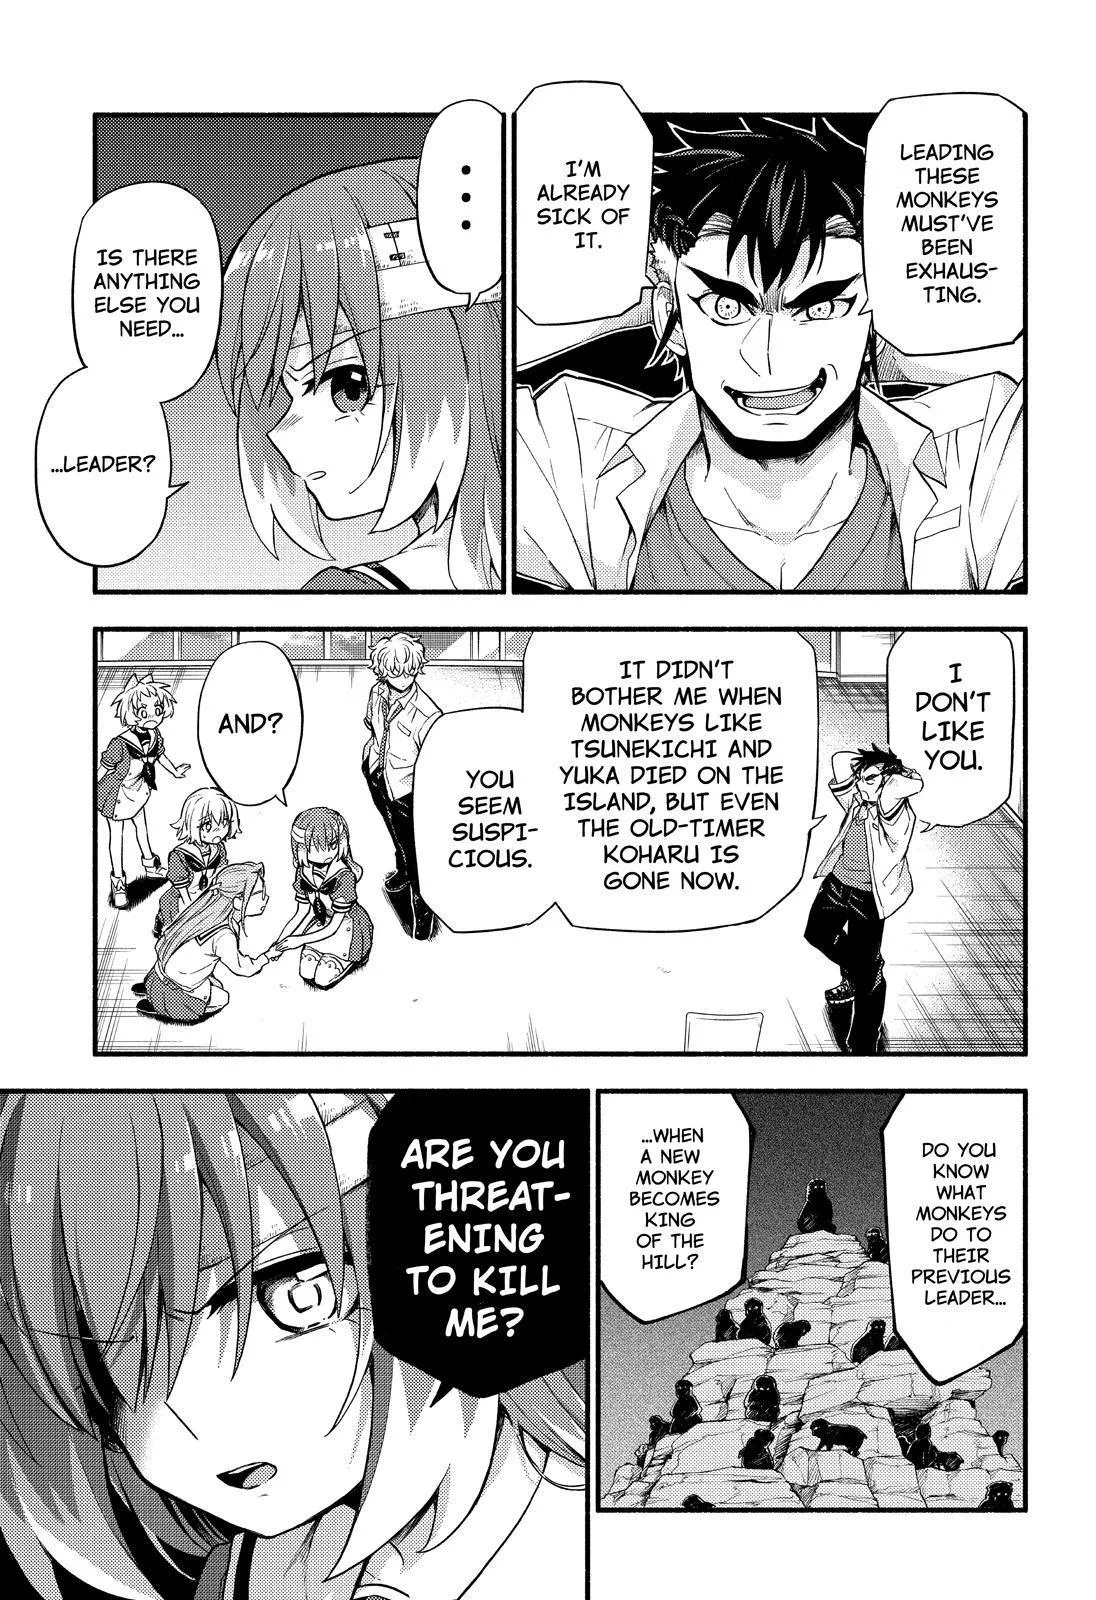 LEADING
THESE
MONKEYS
MUST'VE
BEEN
EXHAUS-
TING.
I'M
ALREADY
SICK OF
IT.
...
IS THERE
ANYTHING
ELSE YOU
NEED...
...LEADER?
I
DON'T
LIKE
YOU.
IT DIDN'T
BOTHER ME WHEN
MONKEYS LIKE
TSUNEKICHI AND
YUKA DIED ON THE
ISLAND, BUT EVEN
THE OLD-TIMER
KOHARU IS
GONE NOW.
YOU
SEEM
SUSPI-
CIOUS.
AND?
DO YOU
KNOW
WHAT
MONKEYS
DO TO
THEIR
PREVIOUS
LEADER...
...WHEN
A NEW
MONKEY
BECOMES
KING
OF THE
HILL?
ARE YOU
THREAT-
ENING
TO KILL
ME?